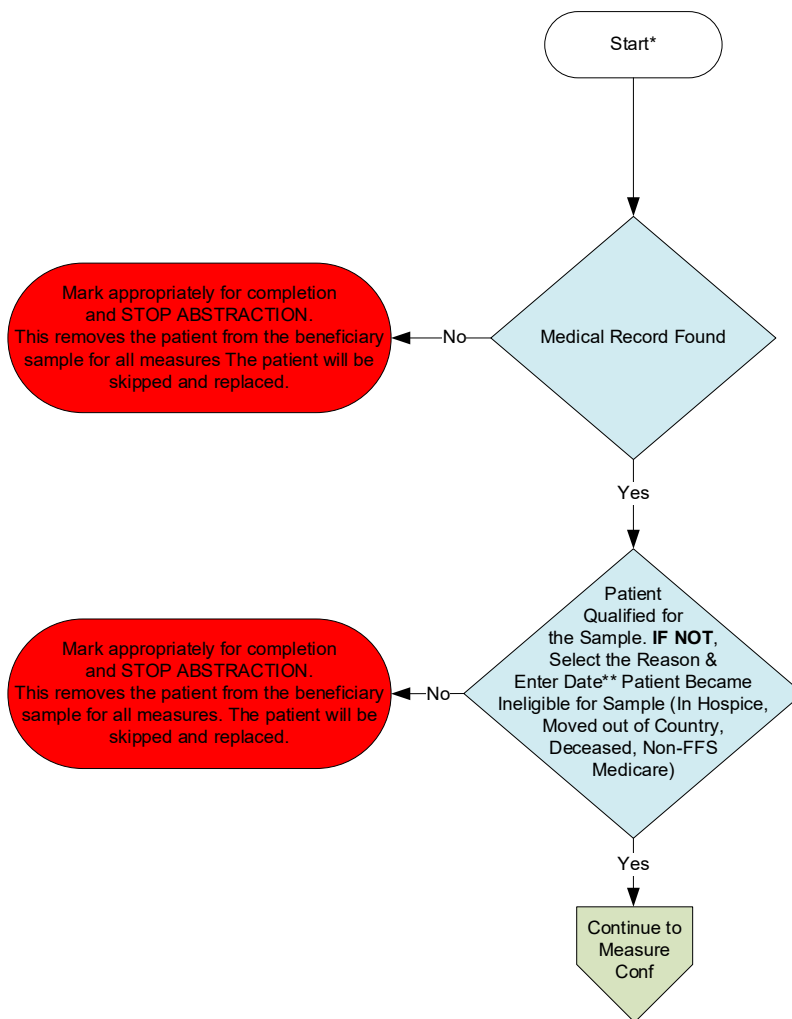 Start*
Medical Record Found
No
Mark appropriately for completion
and STOP ABSTRACTION.
This removes the patient from the beneficiary
sample for all measures The patient will be
skipped and replaced.
Yes
Patient
Qualified for
the Sample. IF NOT,
Select the Reason &
Enter Date** Patient Became
Ineligible for Sample (In Hospice,
Moved out of Country,
Deceased, Non-FFS
Medicare)
No
Mark appropriately for completion
and STOP ABSTRACTION.
This removes the patient from the beneficiary
sample for all measures. The patient will be
skipped and replaced.
Yes
Continue to
Measure
Conf